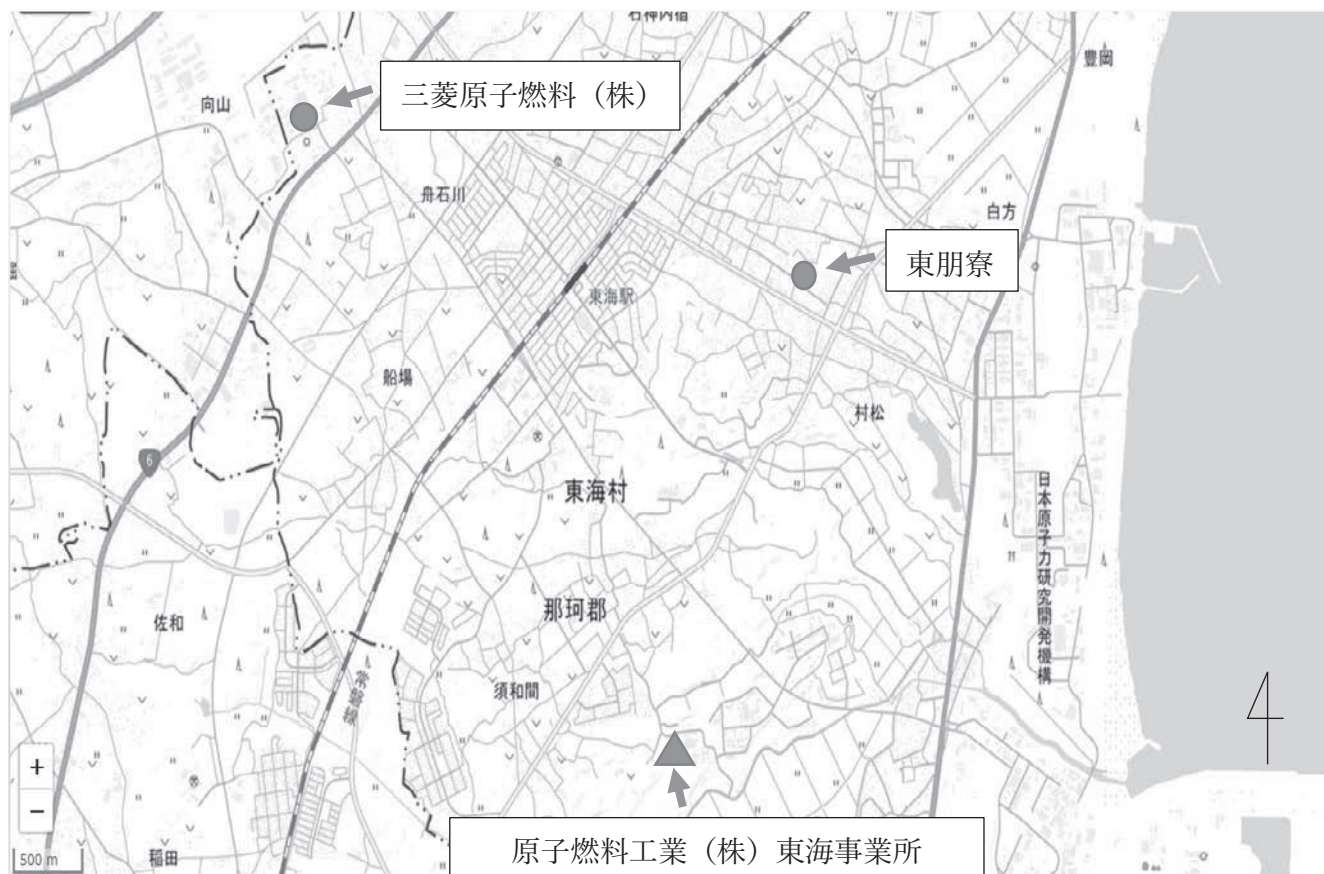 石神内宿
豊岡
三菱原子燃料（株）
向山
舟石川
白方
東朋寮
東海駅
船場
村松
6
東海村
日本原子力研究開発機構
那珂郡
佐和
須和間
常磐線
+
−
原子燃料工業（株）東海事業所
稲田
500 m